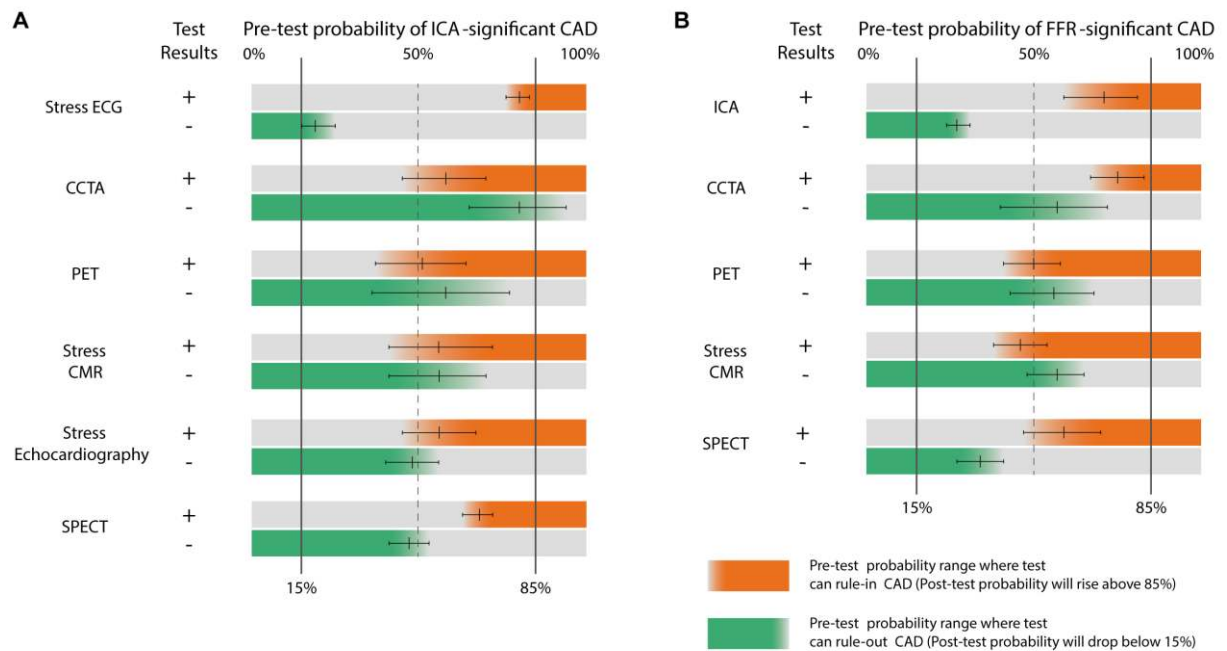 A
Test
Results
Pre-test probability of ICA-significant CAD
0%
50%
100%
Stress ECG
+
-
CCTA
+
-
PET
+
-
Stress
CMR
+
-
Stress
Echocardiography
+
-
SPECT
+
-
15%
85%
B
Test
Results
Pre-test probability of FFR-significant CAD
0%
50%
100%
ICA
+
-
CCTA
+
-
PET
+
-
Stress
CMR
+
-
SPECT
+
-
15%
85%
Pre-test probability range where test
can rule-in CAD (Post-test probability will rise above 85%)
Pre-test probability range where test
can rule-out CAD (Post-test probability will drop below 15%)